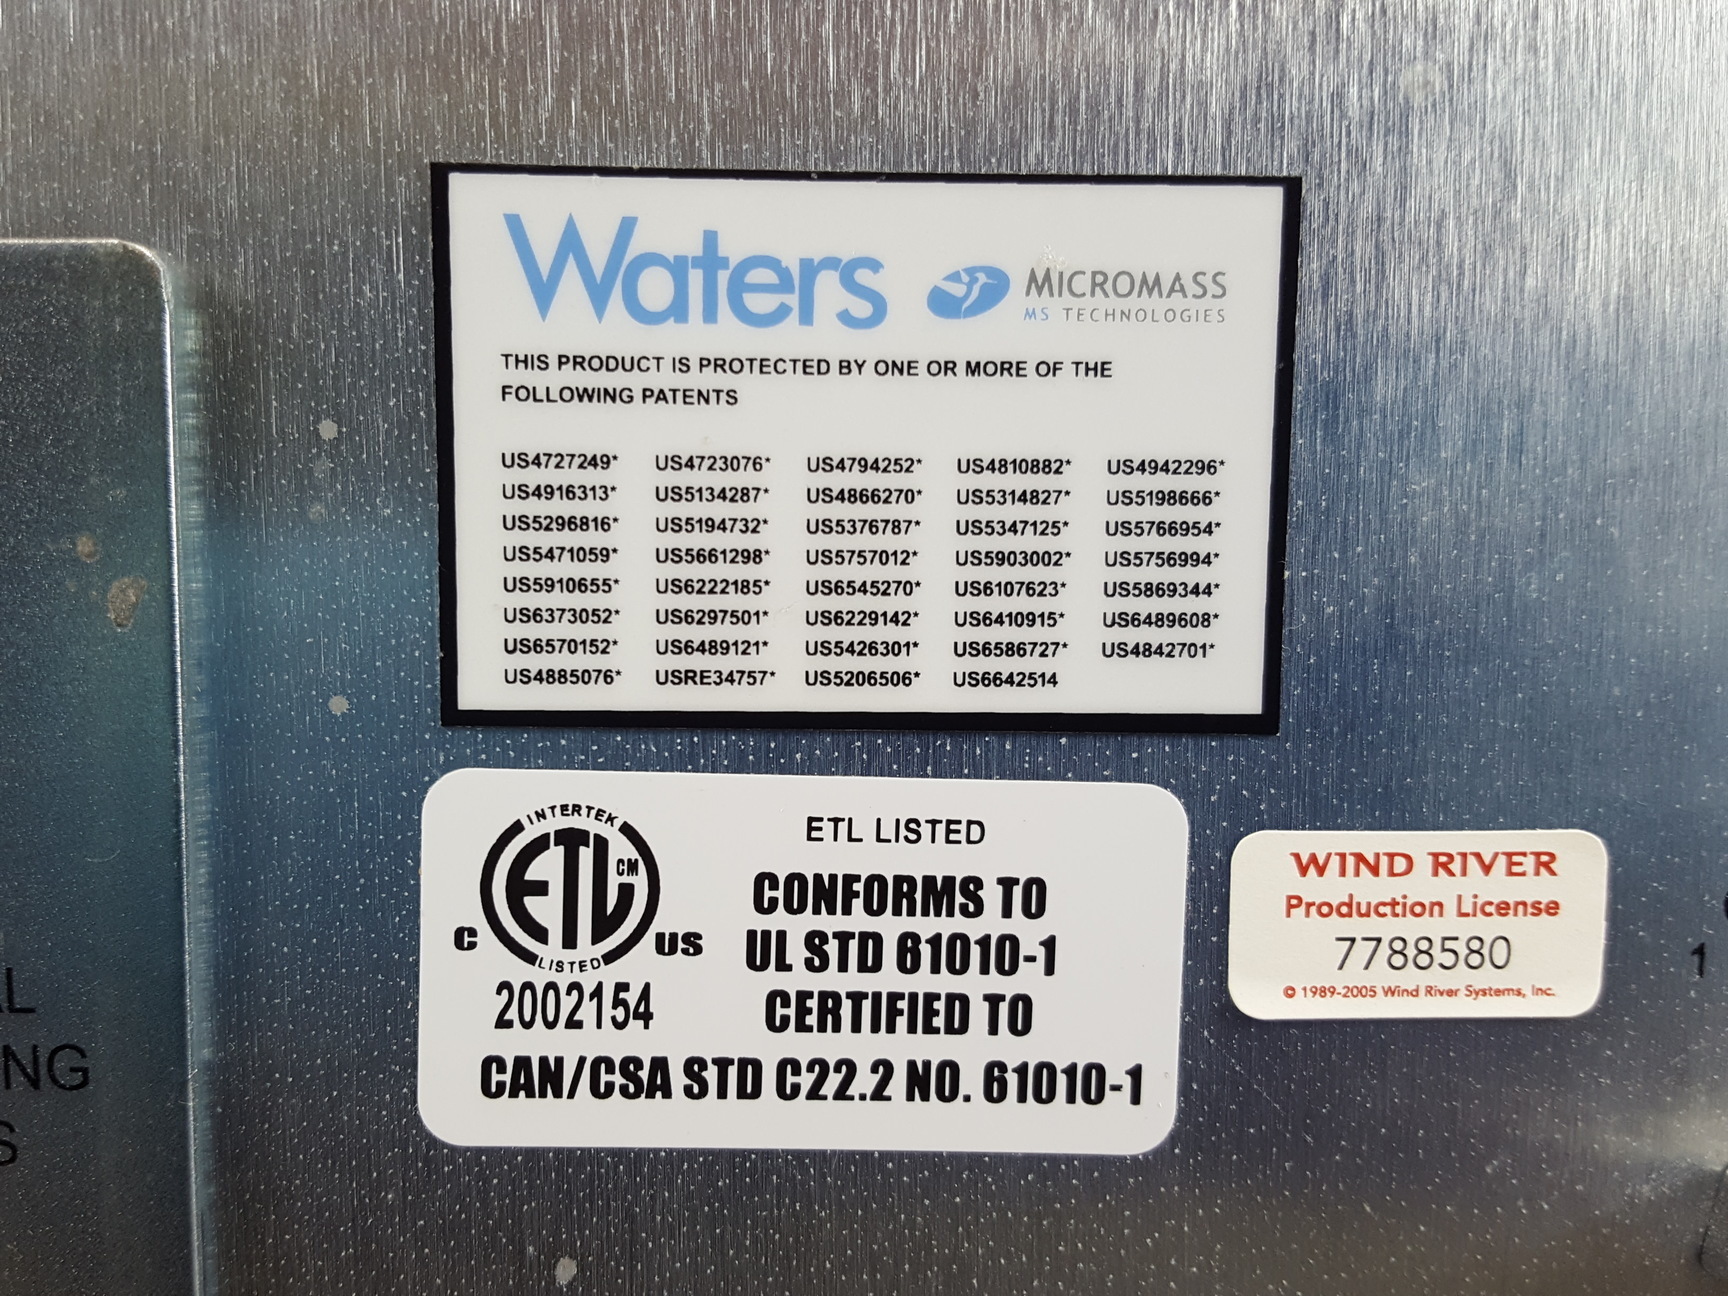 Waters MICROMASS
MS TECHNOLOGIES
THIS PRODUCT IS PROTECTED BY ONE OR MORE OF THE
FOLLOWING PATENTS
US4727249* US4723076* US4794252* US4810882* US4942296*
US4916313* US5134287* US4866270* US5314827* US5198666*
US5296816* US5194732* US5376787* US5347125* US5766954*
US5471059* US5661298* US5757012* US5903002* US5756994*
US5910655* US6222185* US6545270* US6107623* US5869344*
US6373052* US6297501* US6229142* US6410915* US6489608*
US6570152* US6489121* US5426301* US6586727* US4842701*
US4885076* USRE34757* US5206506* US6642514
INTERTEK
ETL CM
C US
LISTED
2002154
ETL LISTED
CONFORMS TO
UL STD 61010-1
CERTIFIED TO
CAN/CSA STD C22.2 NO. 61010-1
WIND RIVER
Production License
7788580
© 1989-2005 Wind River Systems, Inc.
1